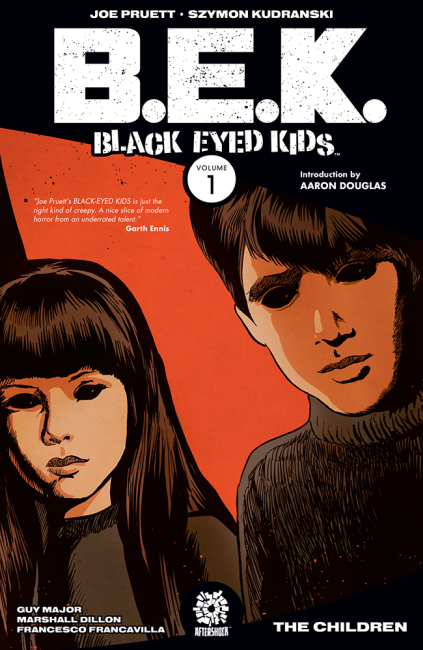 JOE PRUETT · SZYMON KUDRANSKI
B.E.K.
BLACK EYED KIDS™
VOLUME
1
Introduction by
AARON DOUGLAS
"Joe Pruett's BLACK-EYED KIDS is just the
right kind of creepy. A nice slice of modern
horror from an underrated talent."
Garth Ennis
GUY MAJOR
MARSHALL DILLON
FRANCESCO FRANCAVILLA
AFTERSHOCK™
THE CHILDREN